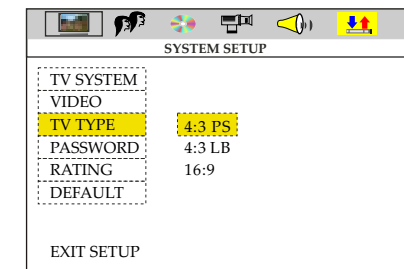 SYSTEM SETUP
TV SYSTEM
VIDEO
TV TYPE 4:3 PS
PASSWORD 4:3 LB
RATING 16:9
DEFAULT
EXIT SETUP